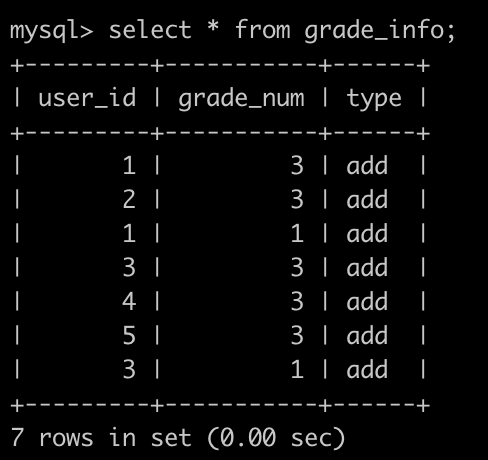 mysql> select * from grade_info;
+---------+-----------+------+
| user_id | grade_num | type |
+---------+-----------+------+
|       1 |         3 | add  |
|       2 |         3 | add  |
|       1 |         1 | add  |
|       3 |         3 | add  |
|       4 |         3 | add  |
|       5 |         3 | add  |
|       3 |         1 | add  |
+---------+-----------+------+
7 rows in set (0.00 sec)